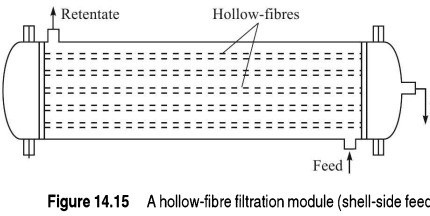 Retentate
Hollow-fibres
Feed
Figure 14.15 A hollow-fibre filtration module (shell-side feed